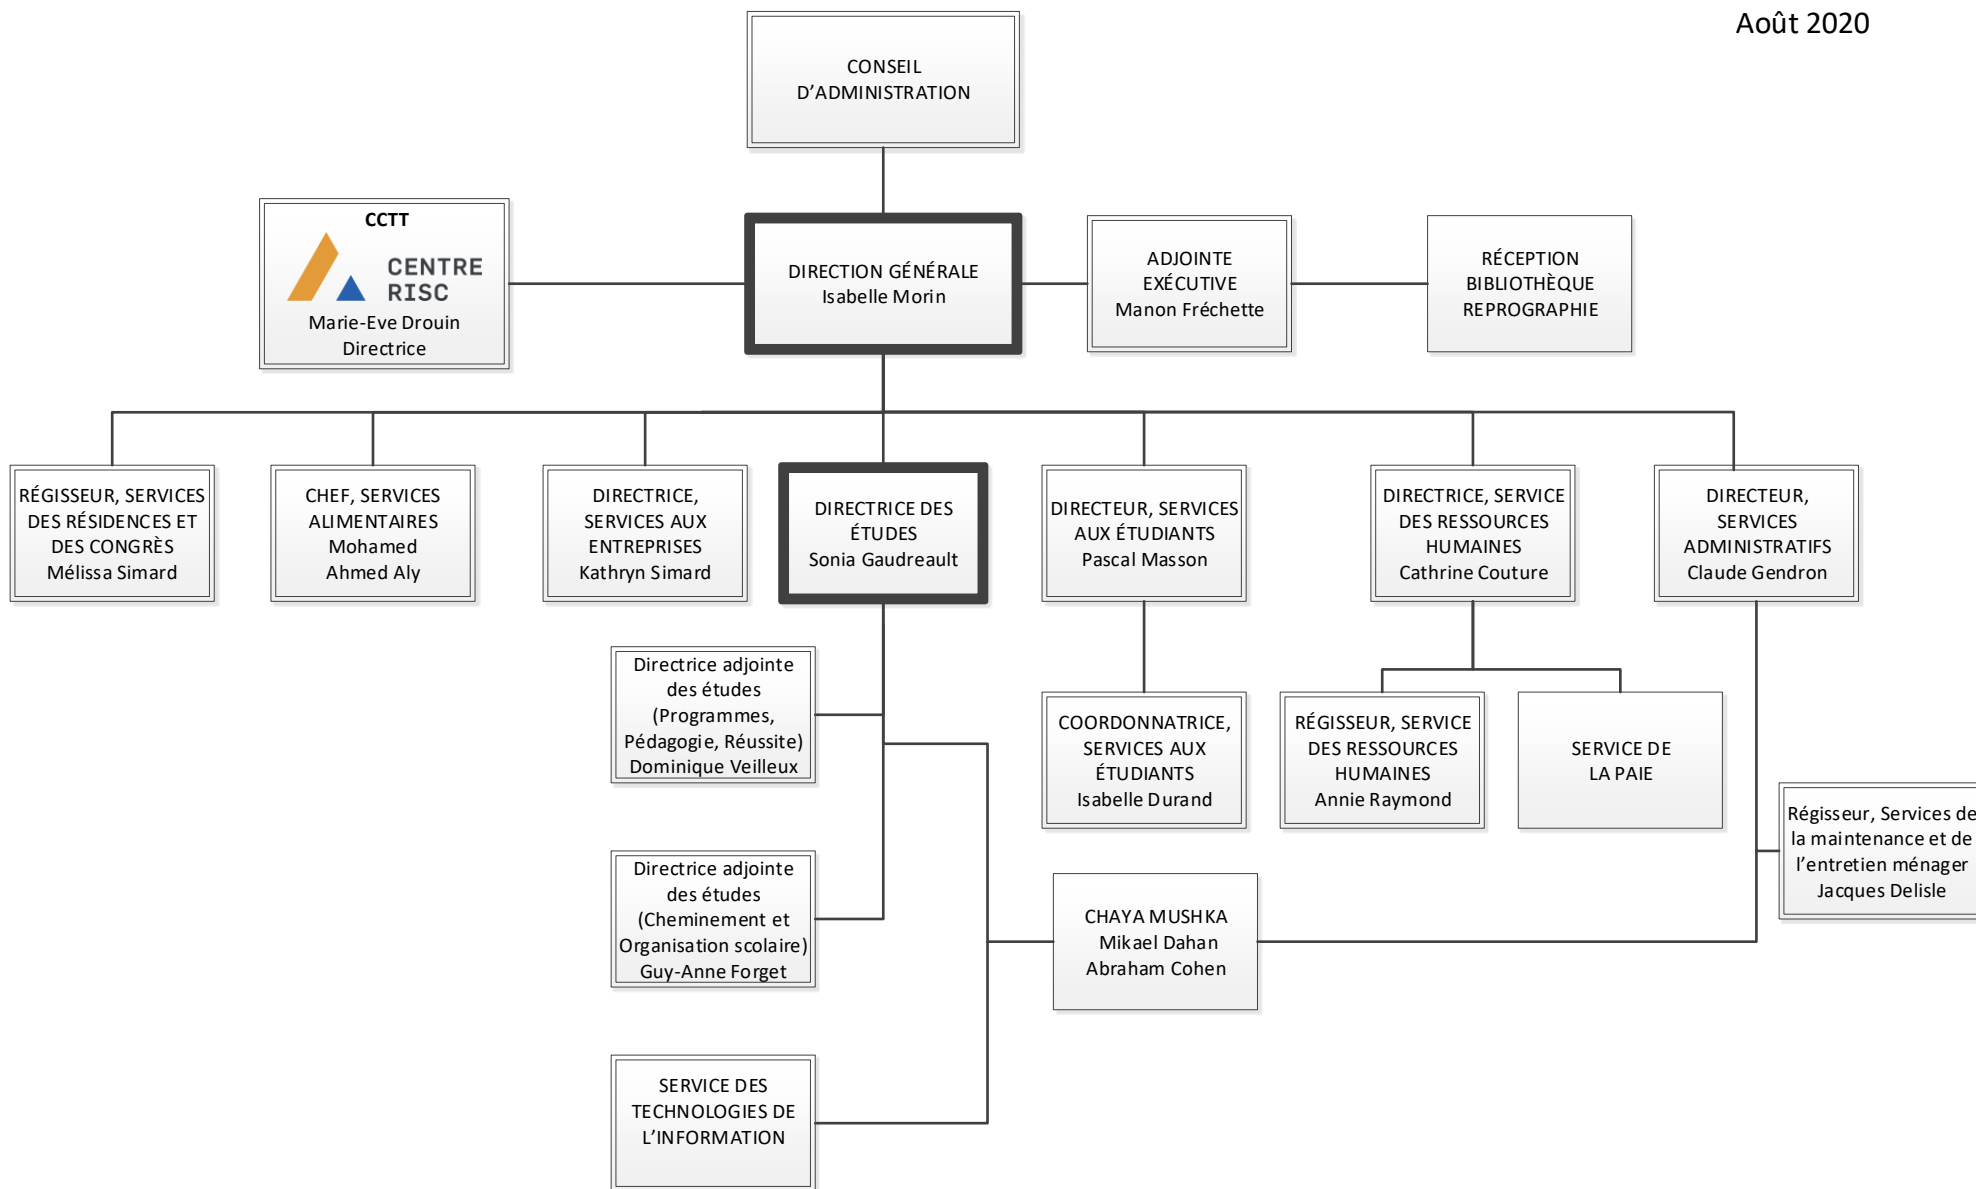 Août 2020
CONSEIL
D’ADMINISTRATION
CCTT
CENTRE
RISC
Marie-Eve Drouin
Directrice
DIRECTION GÉNÉRALE
Isabelle Morin
ADJOINTE
EXÉCUTIVE
Manon Fréchette
RÉCEPTION
BIBLIOTHÈQUE
REPROGRAPHIE
RÉGISSEUR, SERVICES
DES RÉSIDENCES ET
DES CONGRÈS
Mélissa Simard
CHEF, SERVICES
ALIMENTAIRES
Mohamed
Ahmed Aly
DIRECTRICE,
SERVICES AUX
ENTREPRISES
Kathryn Simard
DIRECTRICE DES
ÉTUDES
Sonia Gaudreault
DIRECTEUR, SERVICES
AUX ÉTUDIANTS
Pascal Masson
DIRECTRICE, SERVICE
DES RESSOURCES
HUMAINES
Cathrine Couture
DIRECTEUR,
SERVICES
ADMINISTRATIFS
Claude Gendron
Directrice adjointe
des études
(Programmes,
Pédagogie, Réussite)
Dominique Veilleux
COORDONNATRICE,
SERVICES AUX
ÉTUDIANTS
Isabelle Durand
RÉGISSEUR, SERVICE
DES RESSOURCES
HUMAINES
Annie Raymond
SERVICE DE
LA PAIE
Régisseur, Services de
la maintenance et de
l’entretien ménager
Jacques Delisle
Directrice adjointe
des études
(Cheminement et
Organisation scolaire)
Guy-Anne Forget
CHAYA MUSHKA
Mikael Dahan
Abraham Cohen
SERVICE DES
TECHNOLOGIES DE
L’INFORMATION